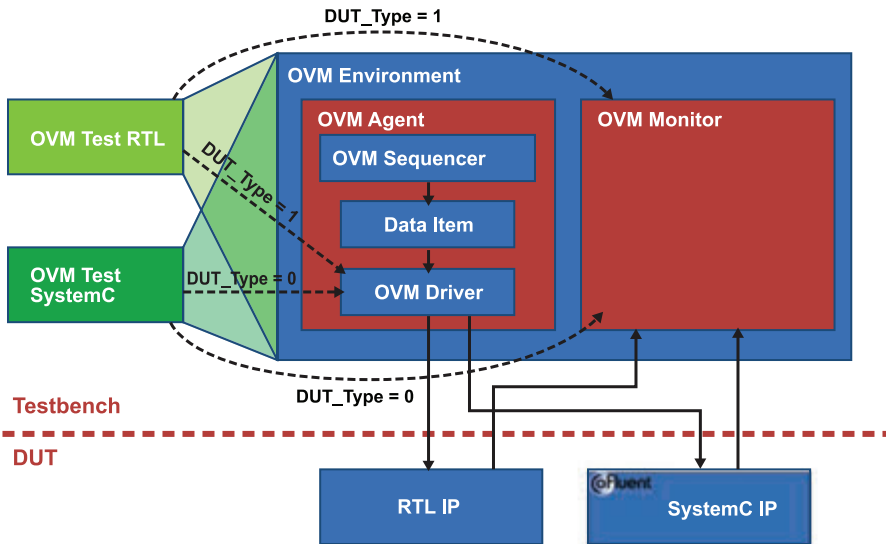 DUT_Type = 1
OVM Environment
OVM Test RTL
OVM Agent
OVM Monitor
OVM Sequencer
DUT_Type = 1
Data Item
OVM Test
SystemC
DUT_Type = 0
OVM Driver
DUT_Type = 0
Testbench
DUT
RTL IP
CoFluent
SystemC IP